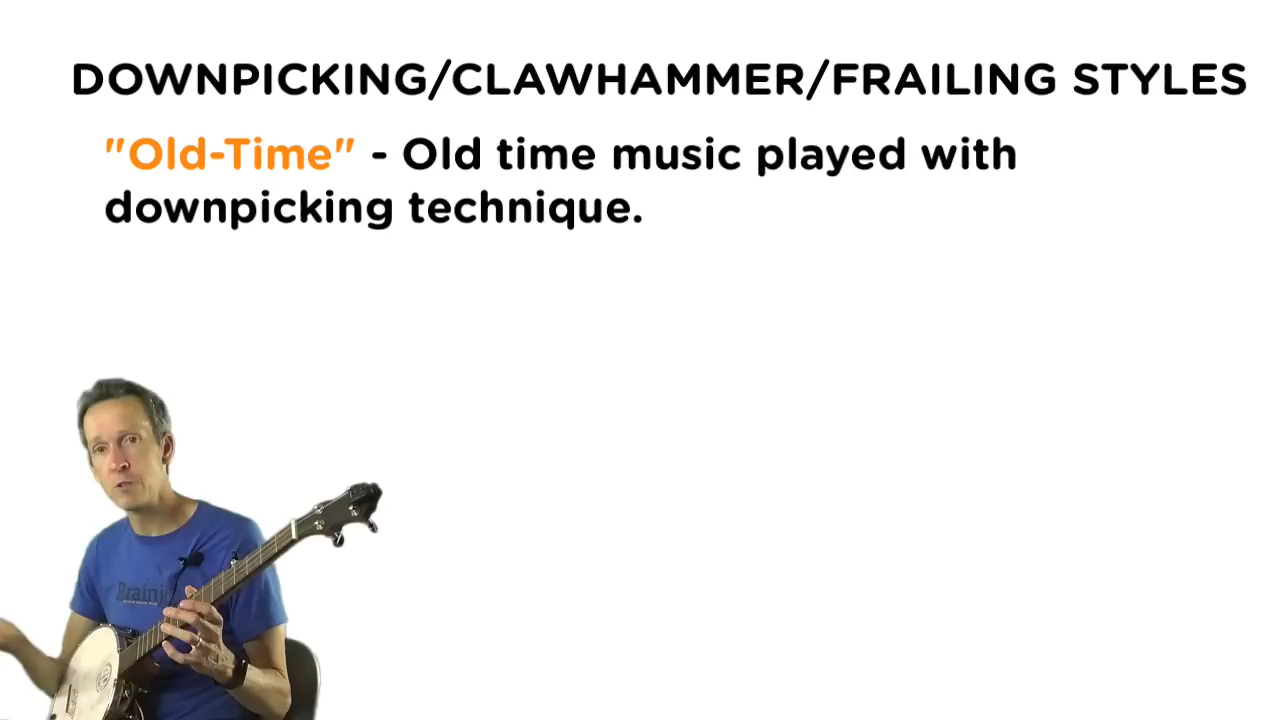 DOWNPICKING/CLAWHAMMER/FRAILING STYLES
"Old-Time" - Old time music played with
downpicking technique.